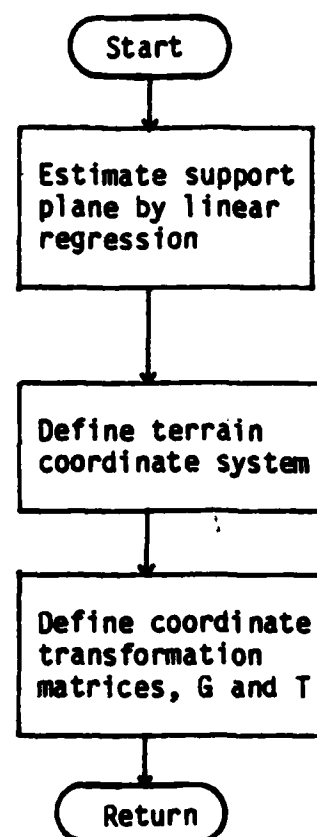 Start
Estimate support
plane by linear
regression
Define terrain
coordinate system
Define coordinate
transformation
matrices, G and T
Return